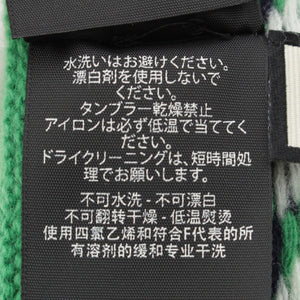 水洗いはお避けください。
漂白剤を使用しないで
ください。
タンブラー乾燥禁止
アイロンは必ず低温で当ててく
ださい。
ドライクリーニングは、短時間処
理でお願いします。
不可水洗 - 不可漂白
不可翻转干燥 - 低温熨烫
使用四氯乙烯和符合F代表的所
有溶剂的缓和专业干洗